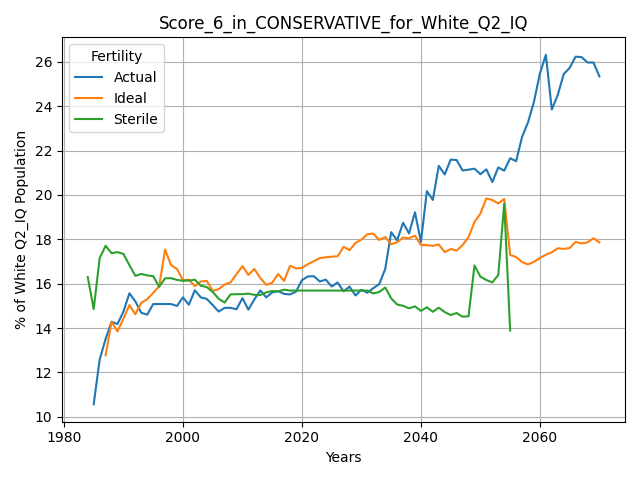 Score_6_in_CONSERVATIVE_for_White_Q2_IQ
Fertility
Actual
Ideal
Sterile
% of White Q2_IQ Population
26
24
22
20
18
16
14
12
10
1980
2000
2020
2040
2060
Years